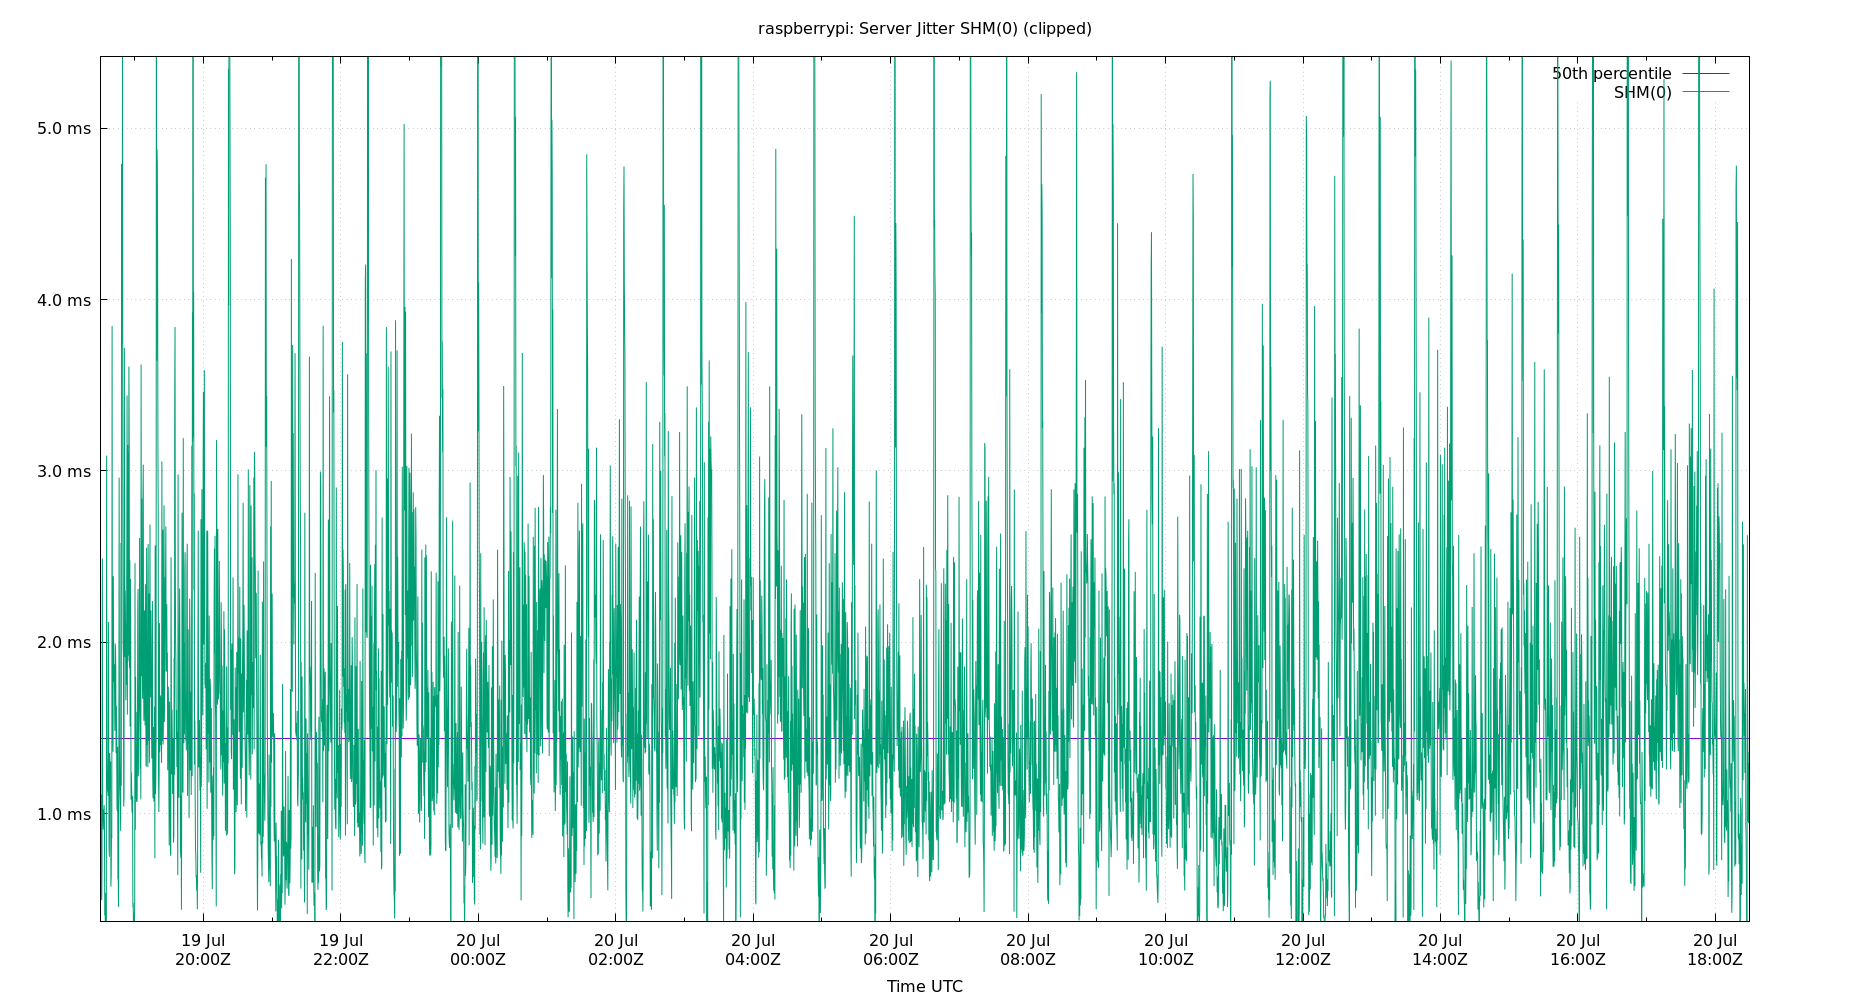 raspberrypi: Server Jitter SHM(0) (clipped)
50th percentile
SHM(0)
5.0 ms
4.0 ms
3.0 ms
2.0 ms
1.0 ms
19 Jul 19 Jul 20 Jul 20 Jul 20 Jul 20 Jul 20 Jul 20 Jul 20 Jul 20 Jul 20 Jul 20 Jul
20:00Z 22:00Z 00:00Z 02:00Z 04:00Z 06:00Z 08:00Z 10:00Z 12:00Z 14:00Z 16:00Z 18:00Z
Time UTC